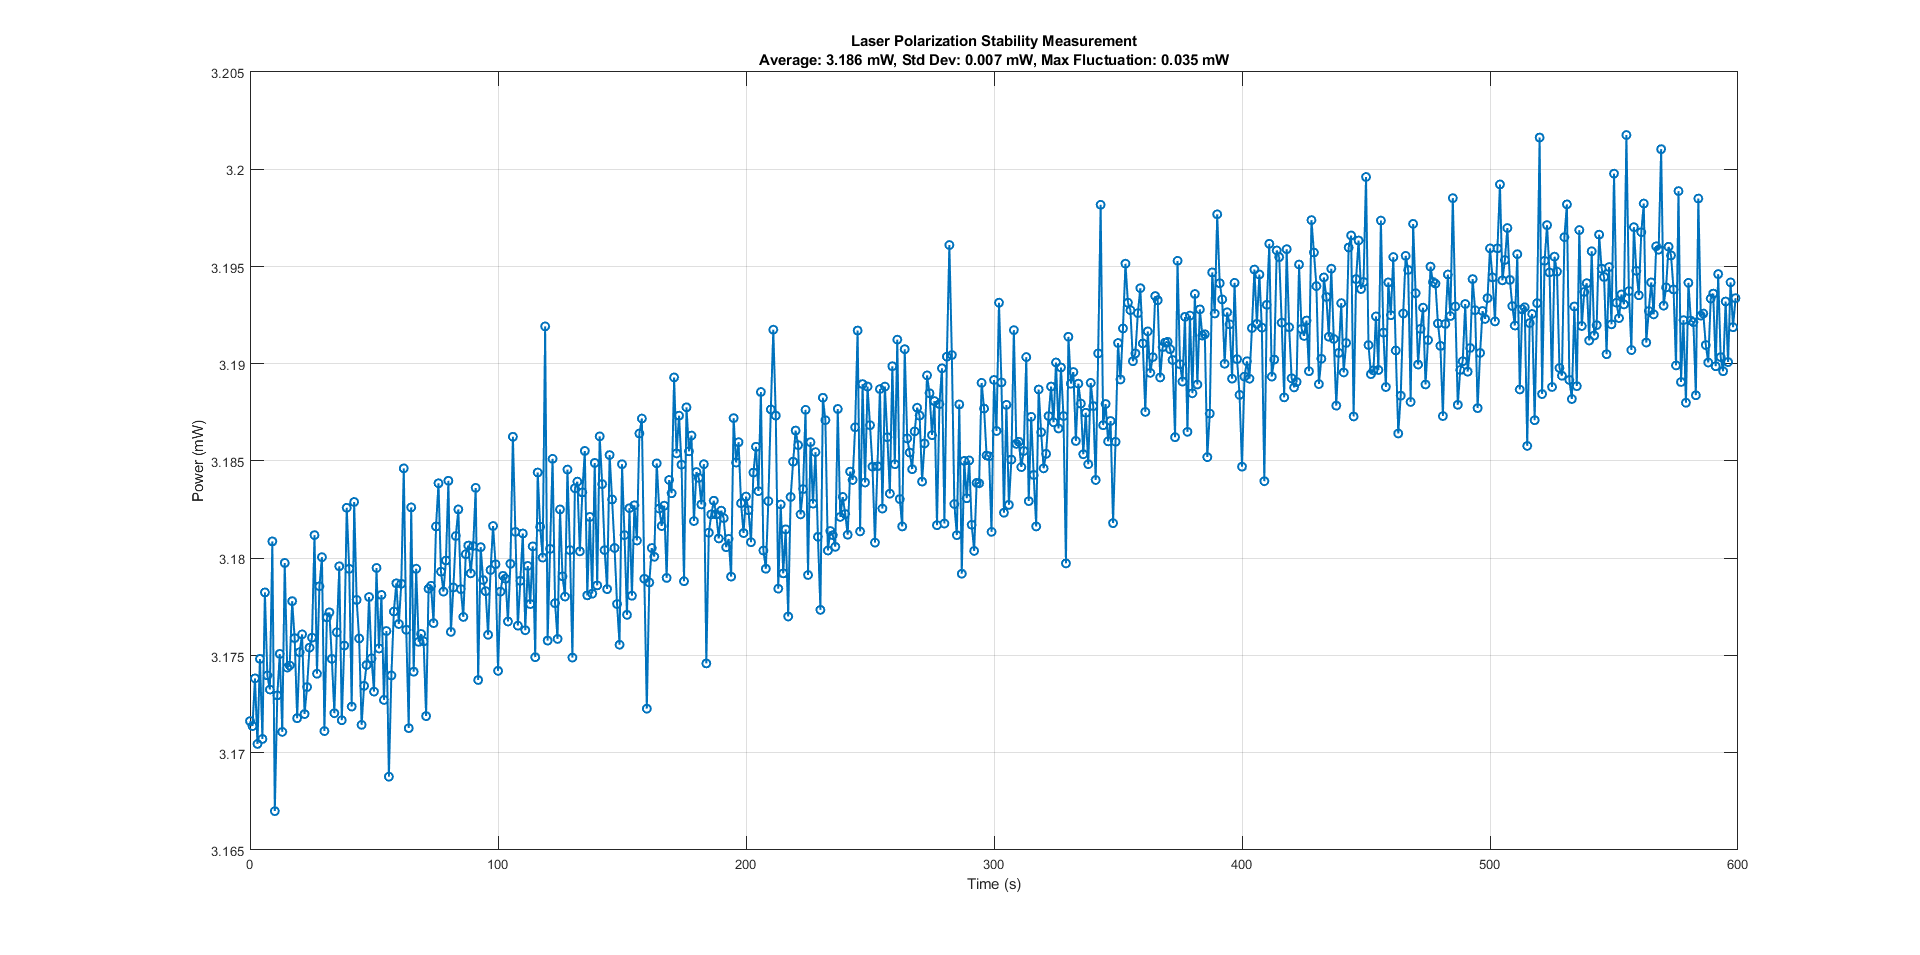 Laser Polarization Stability Measurement
Average: 3.186 mW, Std Dev: 0.007 mW, Max Fluctuation: 0.035 mW
3.205
3.2
3.195
3.19
3.185
3.18
3.175
3.17
3.165
Power (mW)
0 100 200 300 400 500 600
Time (s)